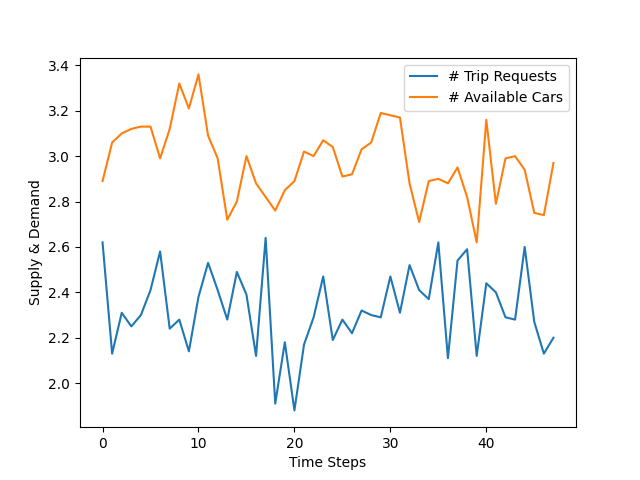 # Trip Requests
# Available Cars
3.4
3.2
3.0
2.8
2.6
2.4
2.2
2.0
Supply & Demand
0 10 20 30 40
Time Steps